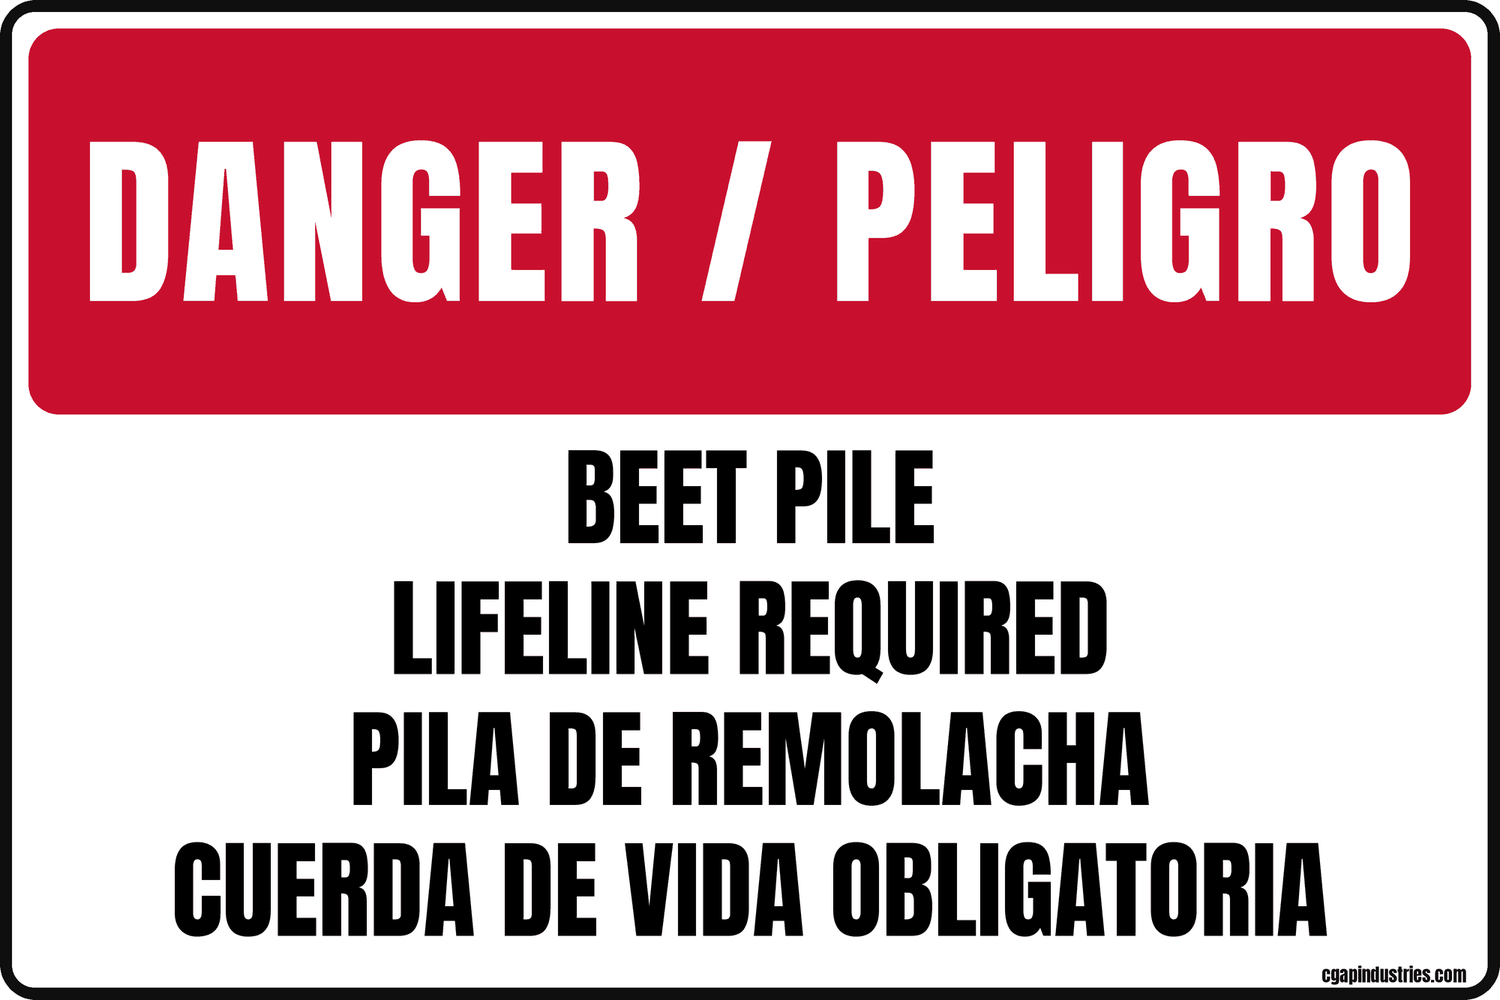 DANGER / PELIGRO
BEET PILE
LIFELINE REQUIRED
PILA DE REMOLACHA
CUERDA DE VIDA OBLIGATORIA
cgapindustries.com